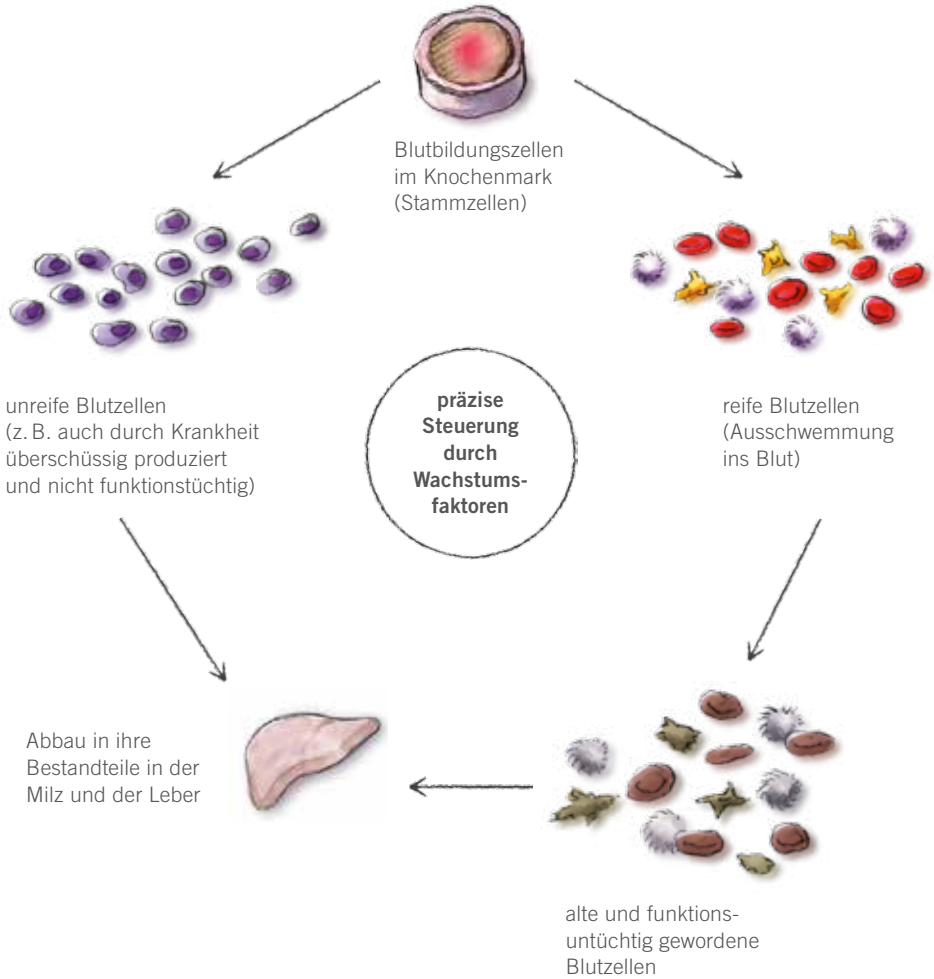 Blutbildungszellen
im Knochenmark
(Stammzellen)
unreife Blutzellen
(z. B. auch durch Krankheit
überschüssig produziert
und nicht funktionstüchtig)
präzise
Steuerung
durch
Wachstums-
faktoren
reife Blutzellen
(Ausschwemmung
ins Blut)
Abbau in ihre
Bestandteile in der
Milz und der Leber
alte und funktions-
untüchtig gewordene
Blutzellen